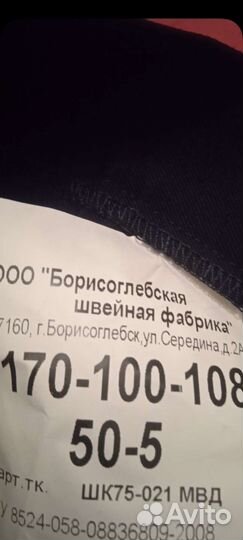 ООО "Борисоглебская
швейная фабрика"
7160, г.Борисоглебск,ул.Середина,д.2А
170-100-108
50-5
арт.тк. ШК75-021 МВД
У 8524-058-08836809-2008
Avito